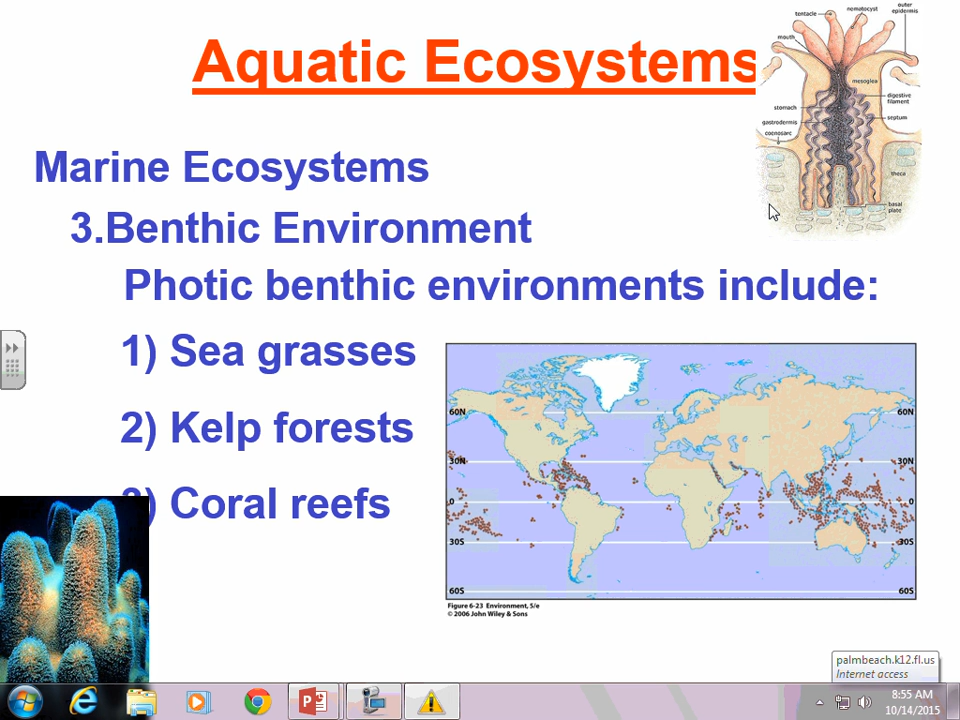 Aquatic Ecosystems
tentacle
nematocyst
outer
epidermis
mouth
mesoglea
digestive
filament
stomach
septum
gastrodermis
coenosarc
theca
basal
plate
Marine Ecosystems
3.Benthic Environment
Photic benthic environments include:
1) Sea grasses
2) Kelp forests
3) Coral reefs
60N 60N
30N 30N
0 0
30S 30S
60S 60S
Figure 6-23 Environment, 5/e
© 2006 John Wiley & Sons
palmbeach.k12.fl.us
Internet access
8:55 AM
10/14/2015